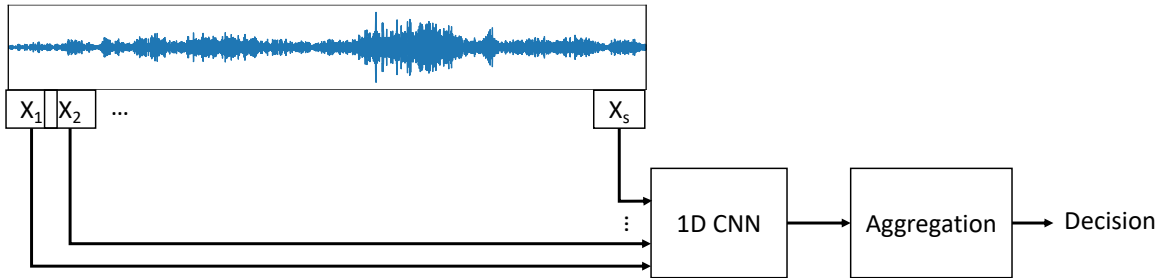 X₁ X₂ ... Xₛ
⋮
1D CNN
Aggregation
Decision